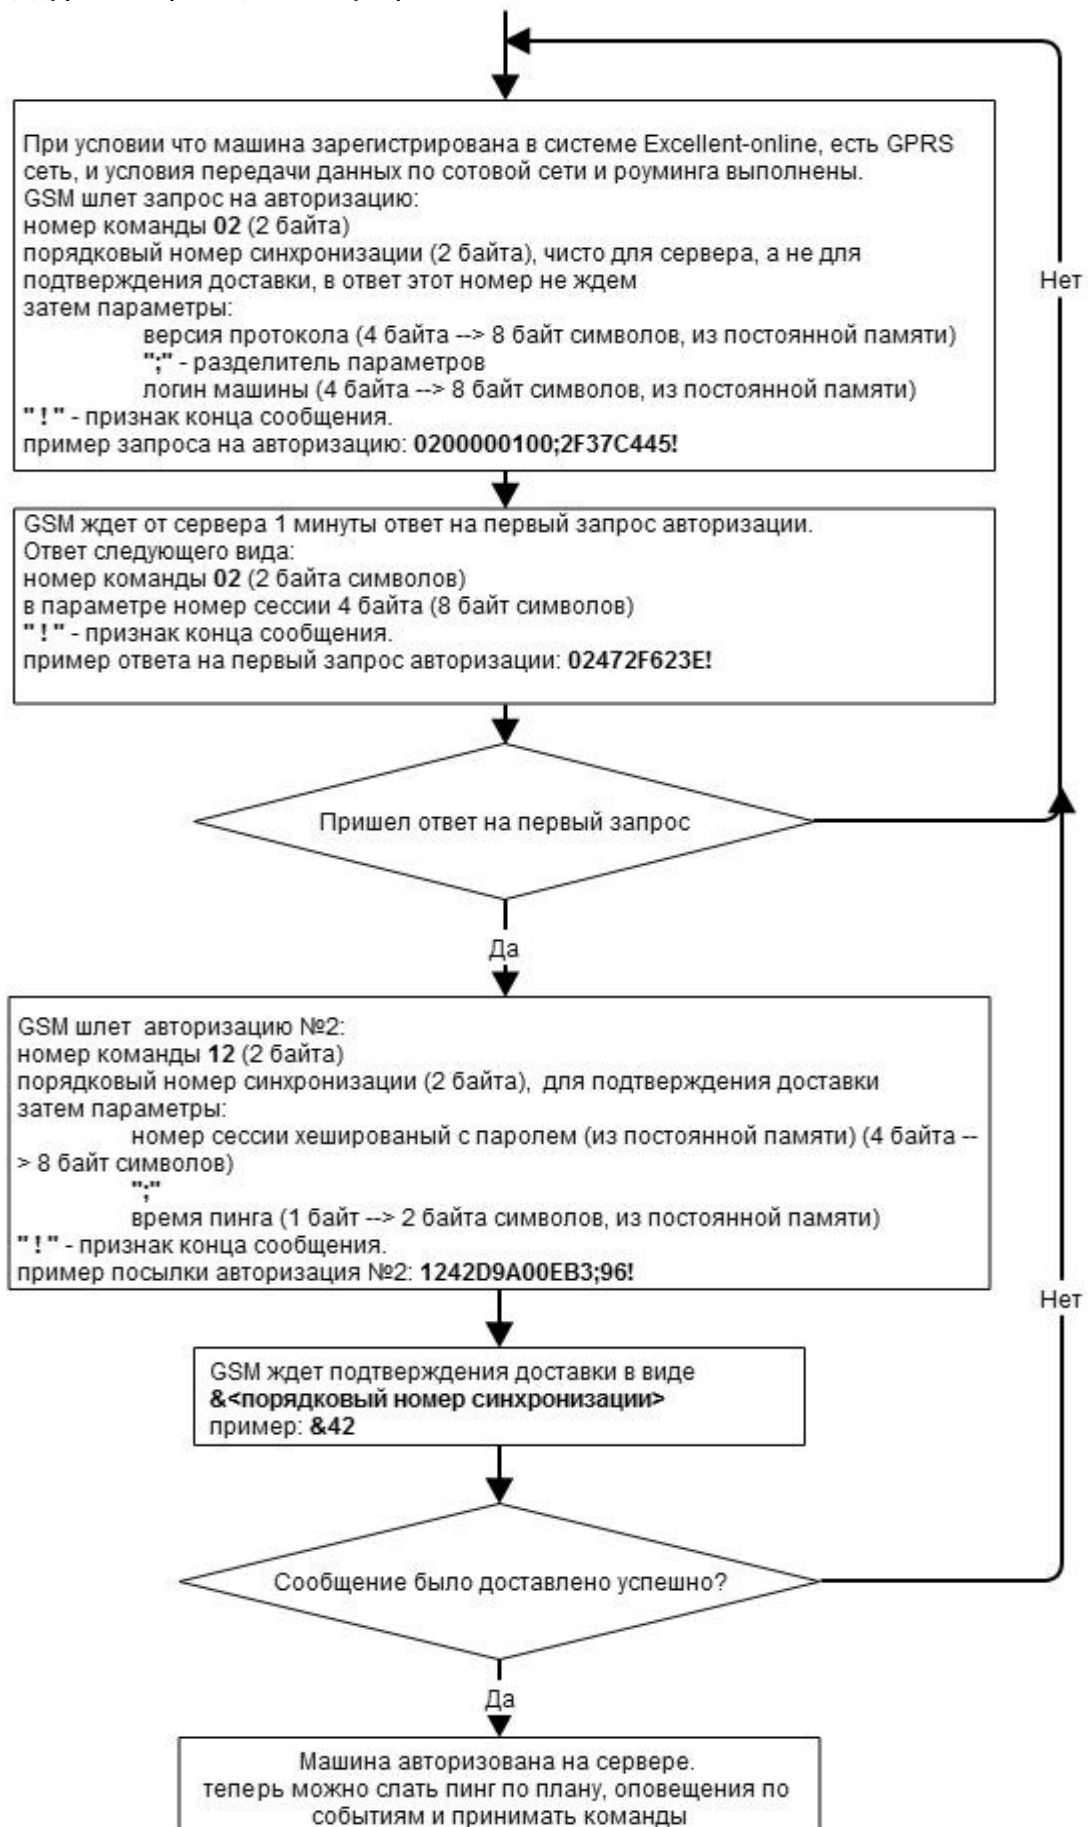 При условии что машина зарегистрирована в системе Excellent-online, есть GPRS
сеть, и условия передачи данных по сотовой сети и роуминга выполнены.
GSM шлет запрос на авторизацию:
номер команды 02 (2 байта)
порядковый номер синхронизации (2 байта), чисто для сервера, а не для
подтверждения доставки, в ответ этот номер не ждем
затем параметры:
версия протокола (4 байта --> 8 байт символов, из постоянной памяти)
";" - разделитель параметров
логин машины (4 байта --> 8 байт символов, из постоянной памяти)
" ! " - признак конца сообщения.
пример запроса на авторизацию: 0200000100;2F37C445!
Нет
GSM ждет от сервера 1 минуты ответ на первый запрос авторизации.
Ответ следующего вида:
номер команды 02 (2 байта символов)
в параметре номер сессии 4 байта (8 байт символов)
" ! " - признак конца сообщения.
пример ответа на первый запрос авторизации: 02472F623E!
Пришел ответ на первый запрос
Да
GSM шлет  авторизацию №2:
номер команды 12 (2 байта)
порядковый номер синхронизации (2 байта),  для подтверждения доставки
затем параметры:
номер сессии хешированый с паролем (из постоянной памяти) (4 байта --
> 8 байт символов)
";"
время пинга (1 байт --> 2 байта символов, из постоянной памяти)
" ! " - признак конца сообщения.
пример посылки авторизация №2: 1242D9A00EB3;96!
Нет
GSM ждет подтверждения доставки в виде
&<порядковый номер синхронизации>
пример: &42
Сообщение было доставлено успешно?
Да
Машина авторизована на сервере.
теперь можно слать пинг по плану, оповещения по
событиям и принимать команды